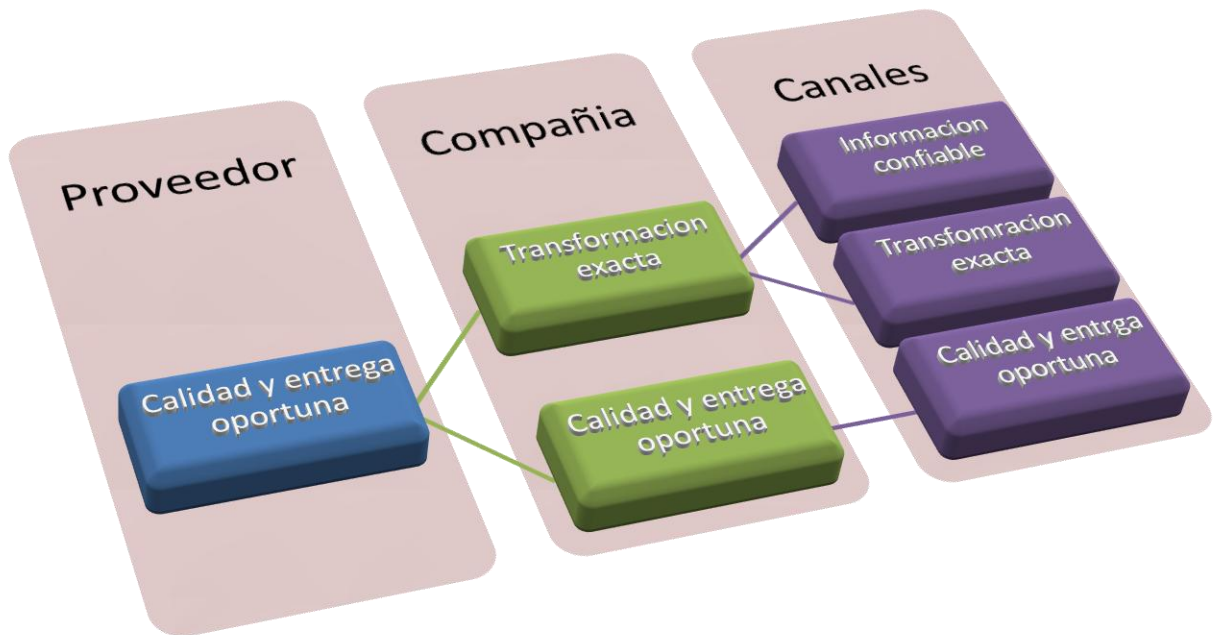 Proveedor
Calidad y entrega
oportuna
Compañia
Transformacion
exacta
Calidad y entrega
oportuna
Canales
Informacion
confiable
Transfomracion
exacta
Calidad y entrga
oportuna